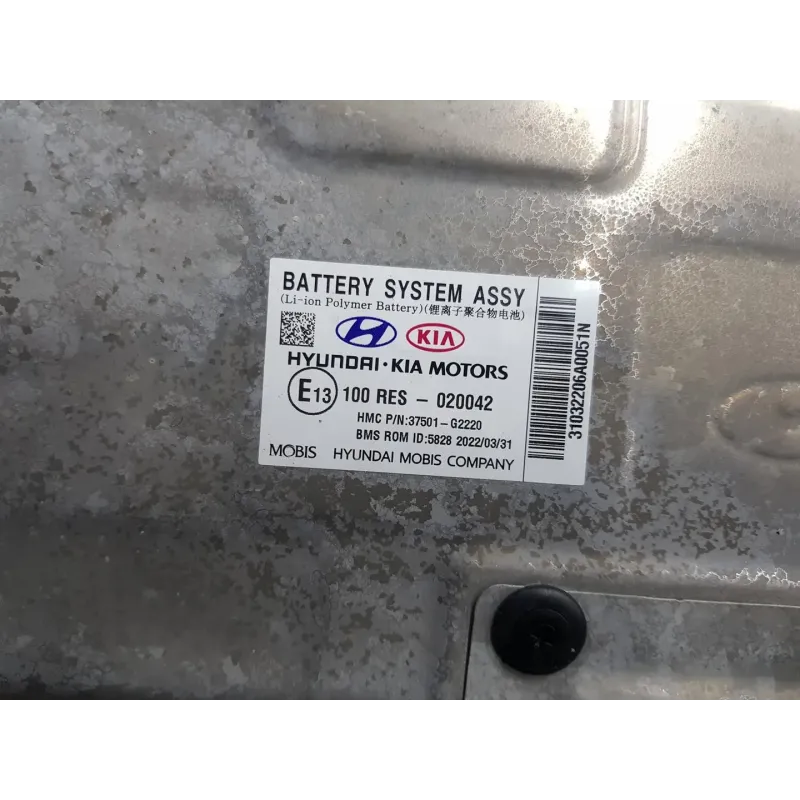 BATTERY SYSTEM ASSY
(Li-ion Polymer Battery)(锂离子聚合物电池)
KIA
HYUNDAI·KIA MOTORS
E13 100 RES - 020042
HMC P/N:37501-G2220
BMS ROM ID:5828 2022/03/31
MOBIS HYUNDAI MOBIS COMPANY
31032206A0051N